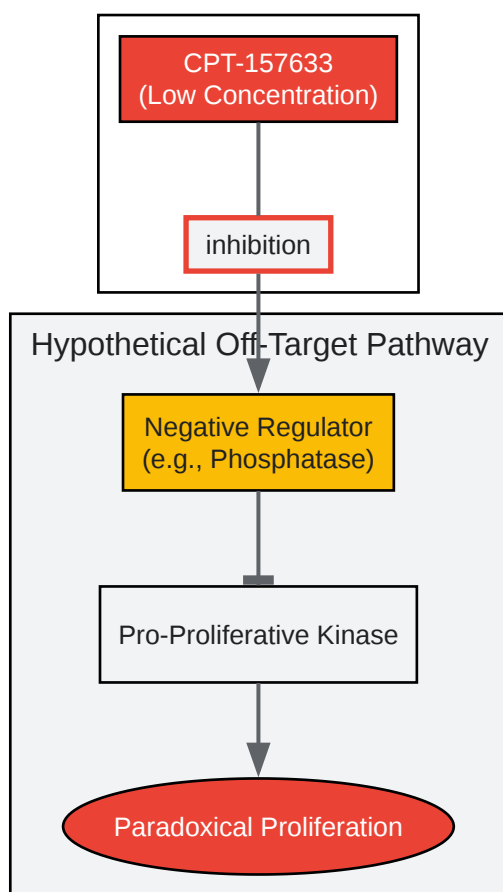 CPT-157633
(Low Concentration)
inhibition
Hypothetical Off-Target Pathway
Negative Regulator
(e.g., Phosphatase)
Pro-Proliferative Kinase
Paradoxical Proliferation